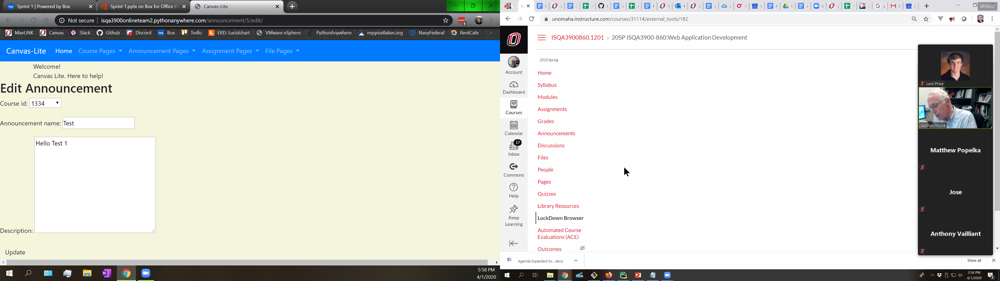 Sprint 1 | Powered by Box
Sprint 1.pptx on Box for Office O
Canvas-Lite
Not secure
isqa3900onlineteam2.pythonanywhere.com/announcement/5/edit/
1
MavLINK
Canvas
Slack
Github
Discord
Box
Trello
ERD: Lucidchart
VMware vSphere
PythonAnywhere
mygreatlakes.org
NavyFederal
RentCafe
»
Canvas-Lite
Home
Course Pages
Announcement Pages
Assignment Pages
File Pages
Welcome!
Canvas Lite. Here to help!
Edit Announcement
Course id: 1334
Announcement name: Test
Hello Test 1
Description:
Update
5:58 PM
4/1/2020
00:56:02
unomaha.instructure.com/courses/31114/external_tools/182
ISQA3900860.1201 › 20SP ISQA3900-860:Web Application Development
Account
Dashboard
Courses
Calendar
17
Inbox
Commons
Help
Keep
Learning
2020 Spring
Home
Syllabus
Modules
Assignments
Grades
Announcements
Discussions
Files
People
Pages
Quizzes
Library Resources
LockDown Browser
Automated Course
Evaluations (ACE)
Outcomes
Levi Price
George Royce
Matthew Popelka
Jose
Anthony Vailliant
Agenda Expanded Ex....docx
Show all
5:58 PM
4/1/2020
3